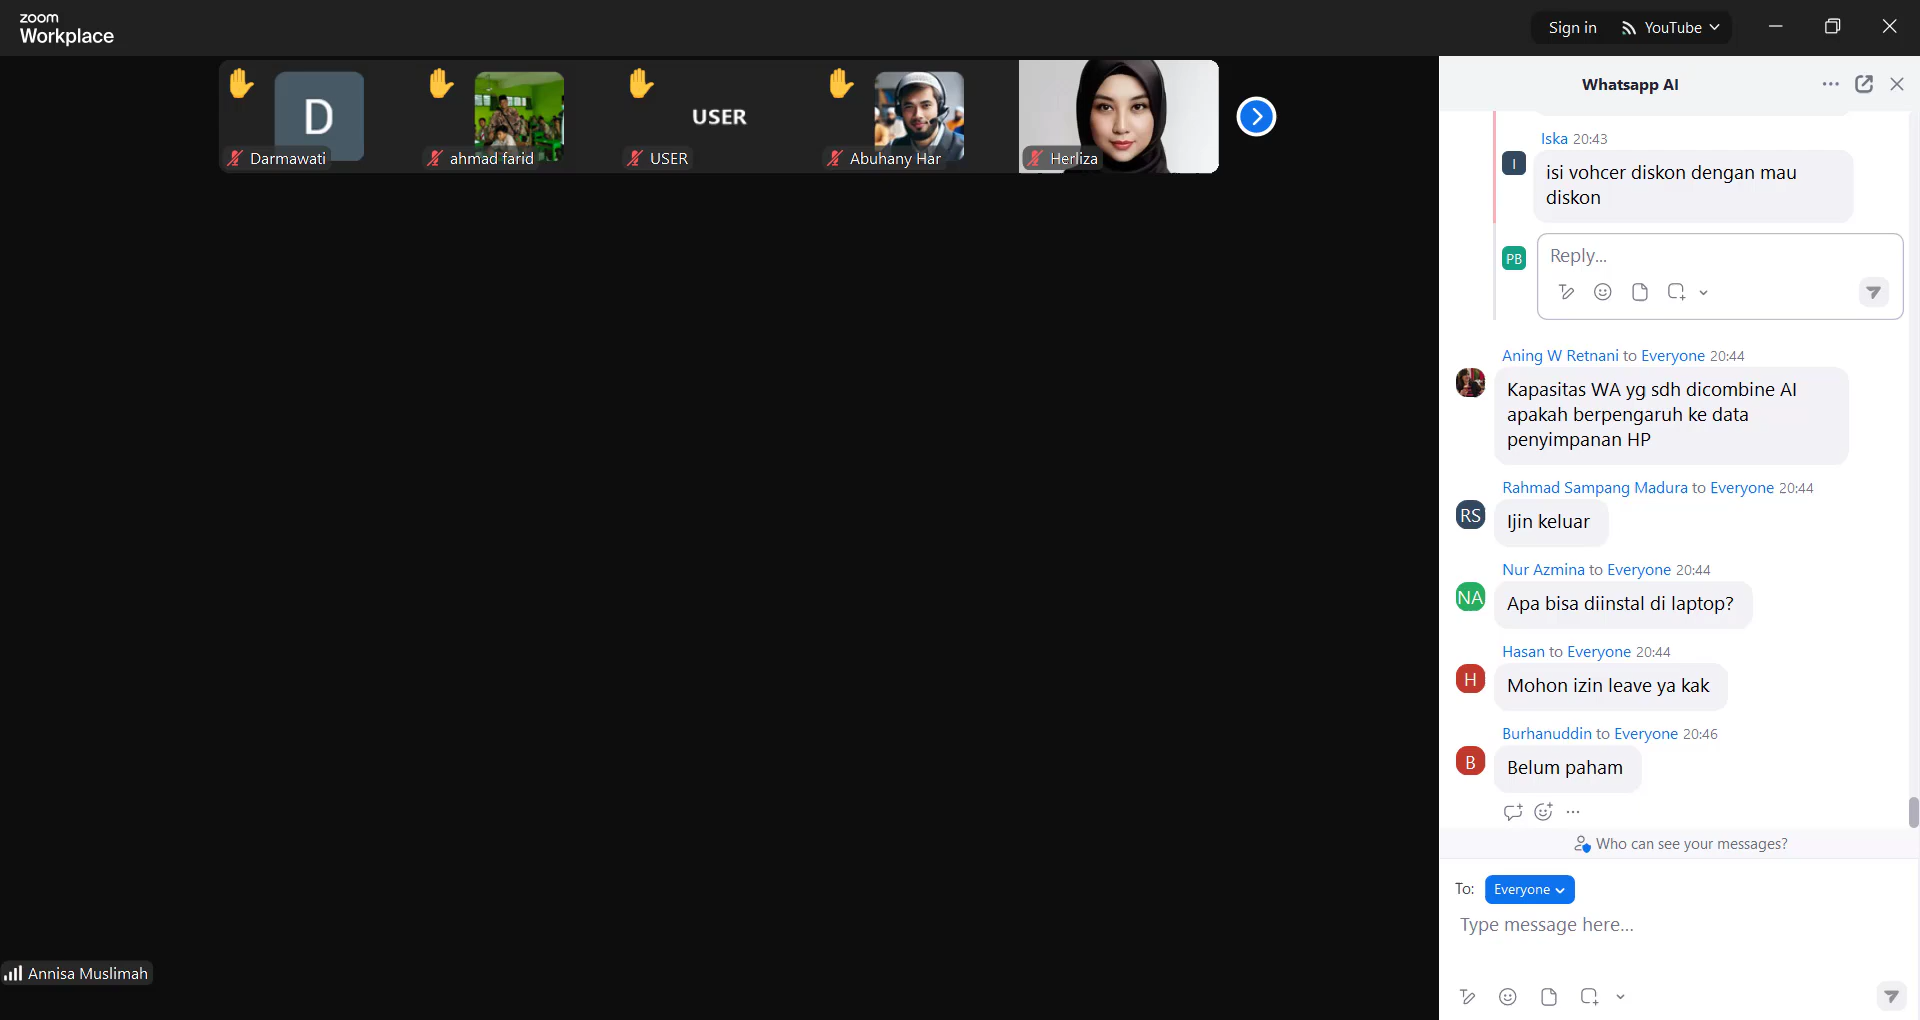 zoom
Workplace
Sign in
YouTube
D
Darmawati
ahmad farid
USER
USER
Abuhany Har
Herliza
Whatsapp AI
Iska 20:43
I
isi vohcer diskon dengan mau
diskon
PB
Reply...
Aning W Retnani to Everyone 20:44
Kapasitas WA yg sdh dicombine AI
apakah berpengaruh ke data
penyimpanan HP
Rahmad Sampang Madura to Everyone 20:44
RS
Ijin keluar
Nur Azmina to Everyone 20:44
NA
Apa bisa diinstal di laptop?
Hasan to Everyone 20:44
H
Mohon izin leave ya kak
Burhanuddin to Everyone 20:46
B
Belum paham
Who can see your messages?
To: Everyone
Type message here...
Annisa Muslimah